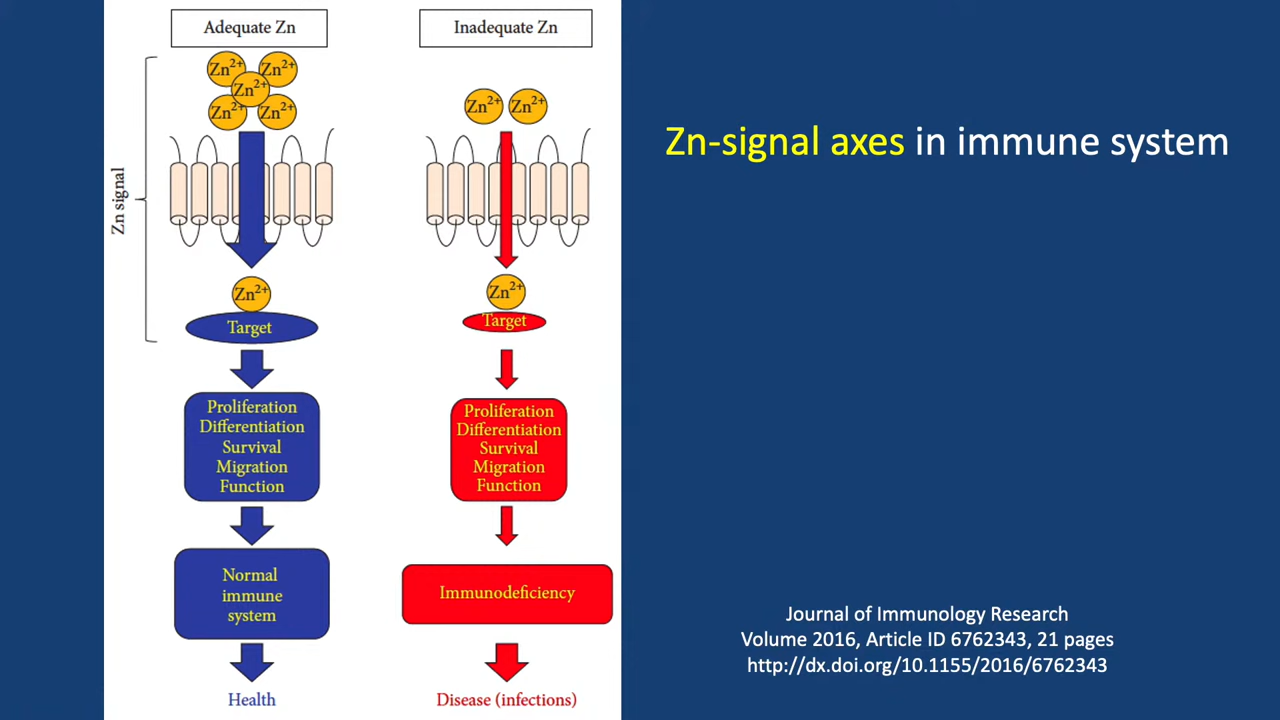 Adequate Zn
Zn²⁺
Zn²⁺
Zn²⁺
Zn²⁺
Zn²⁺
Zn signal
Zn²⁺
Target
Proliferation
Differentiation
Survival
Migration
Function
Normal
immune
system
Health
Inadequate Zn
Zn²⁺
Zn²⁺
Zn²⁺
Target
Proliferation
Differentiation
Survival
Migration
Function
Immunodeficiency
Disease (infections)
Zn-signal axes in immune system
Journal of Immunology Research
Volume 2016, Article ID 6762343, 21 pages
http://dx.doi.org/10.1155/2016/6762343